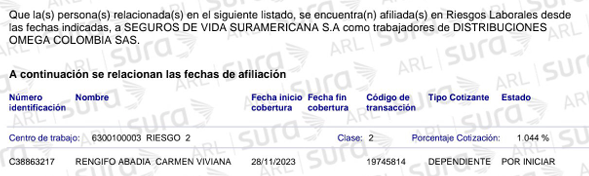 Que la(s) persona(s) relacionada(s) en el siguiente listado, se encuentra(n) afiliada(s) en Riesgos Laborales desde
las fechas indicadas, a SEGUROS DE VIDA SURAMERICANA S.A como trabajadores de DISTRIBUCIONES
OMEGA COLOMBIA SAS.
A continuación se relacionan las fechas de afiliación
Número identificación Nombre Fecha inicio cobertura Fecha fin cobertura Código de transacción Tipo Cotizante Estado
Centro de trabajo: 6300100003 RIESGO 2 Clase: 2 Porcentaje Cotización: 1.044 %
C38863217 RENGIFO ABADIA CARMEN VIVIANA 28/11/2023 19745814 DEPENDIENTE POR INICIAR
ARL sura